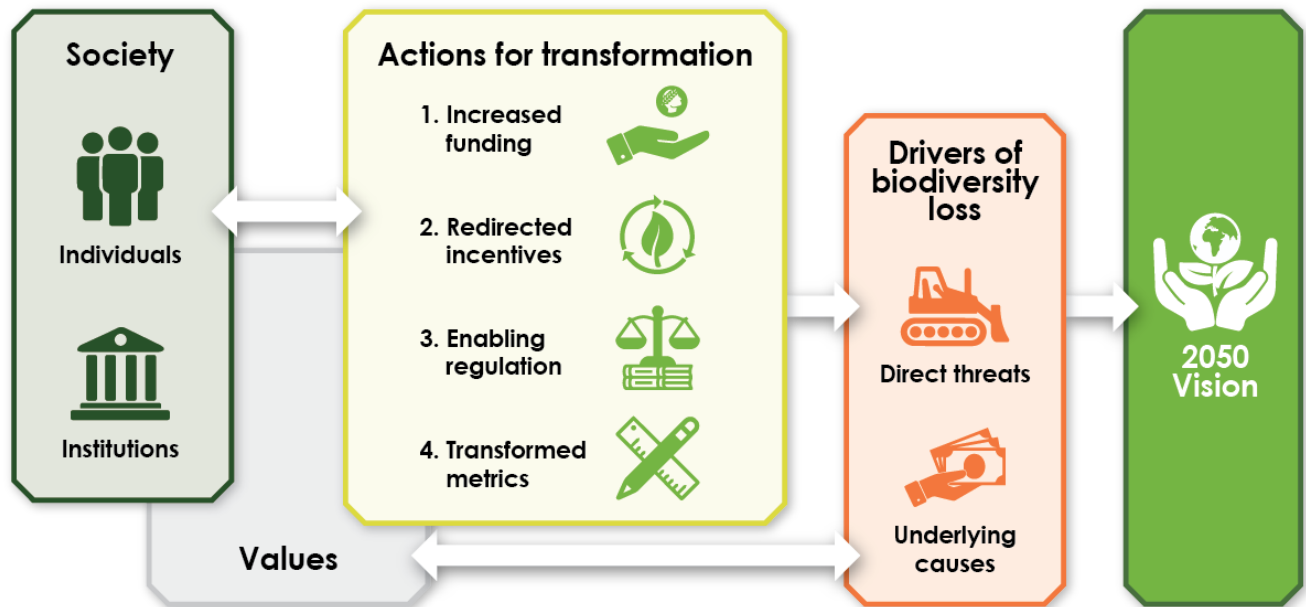 Society
Individuals
Institutions
Values
Actions for transformation
1. Increased
funding
2. Redirected
incentives
3. Enabling
regulation
4. Transformed
metrics
Drivers of
biodiversity
loss
Direct threats
Underlying
causes
2050
Vision